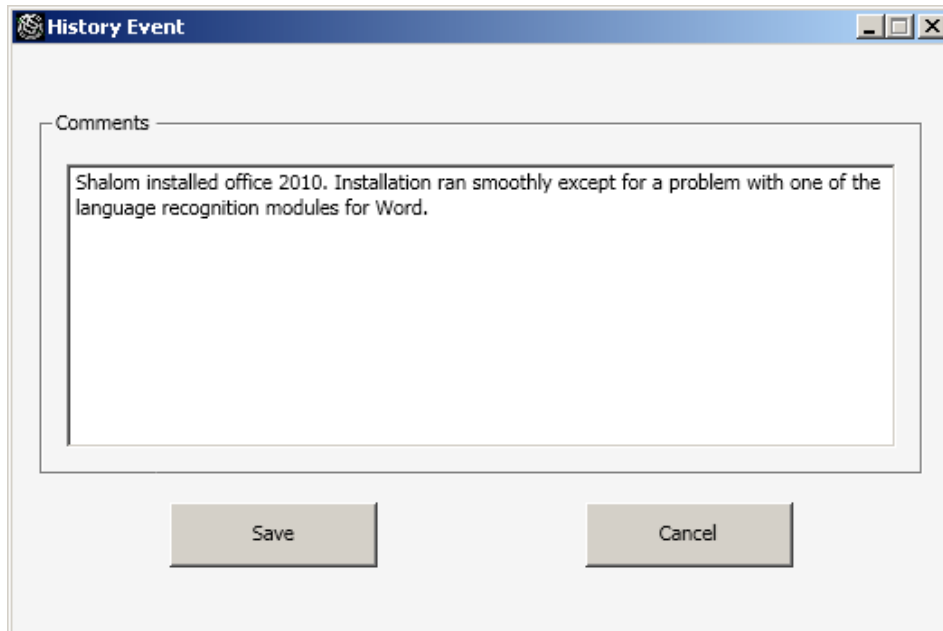 History Event
Comments
Shalom installed office 2010. Installation ran smoothly except for a problem with one of the
language recognition modules for Word.
Save
Cancel